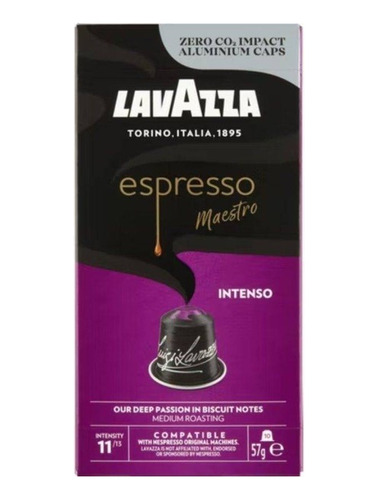 ZERO CO₂ IMPACT
ALUMINIUM CAPS
LAVAZZA
TORINO, ITALIA, 1895
espresso
Maestro
INTENSO
Luigi Lavazza
OUR DEEP PASSION IN BISCUIT NOTES
MEDIUM ROASTING
INTENSITY
11/13
COMPATIBLE
WITH NESPRESSO ORIGINAL MACHINES.
LAVAZZA IS NOT AFFILIATED WITH, ENDORSED
OR SPONSORED BY NESPRESSO.
10
57g e